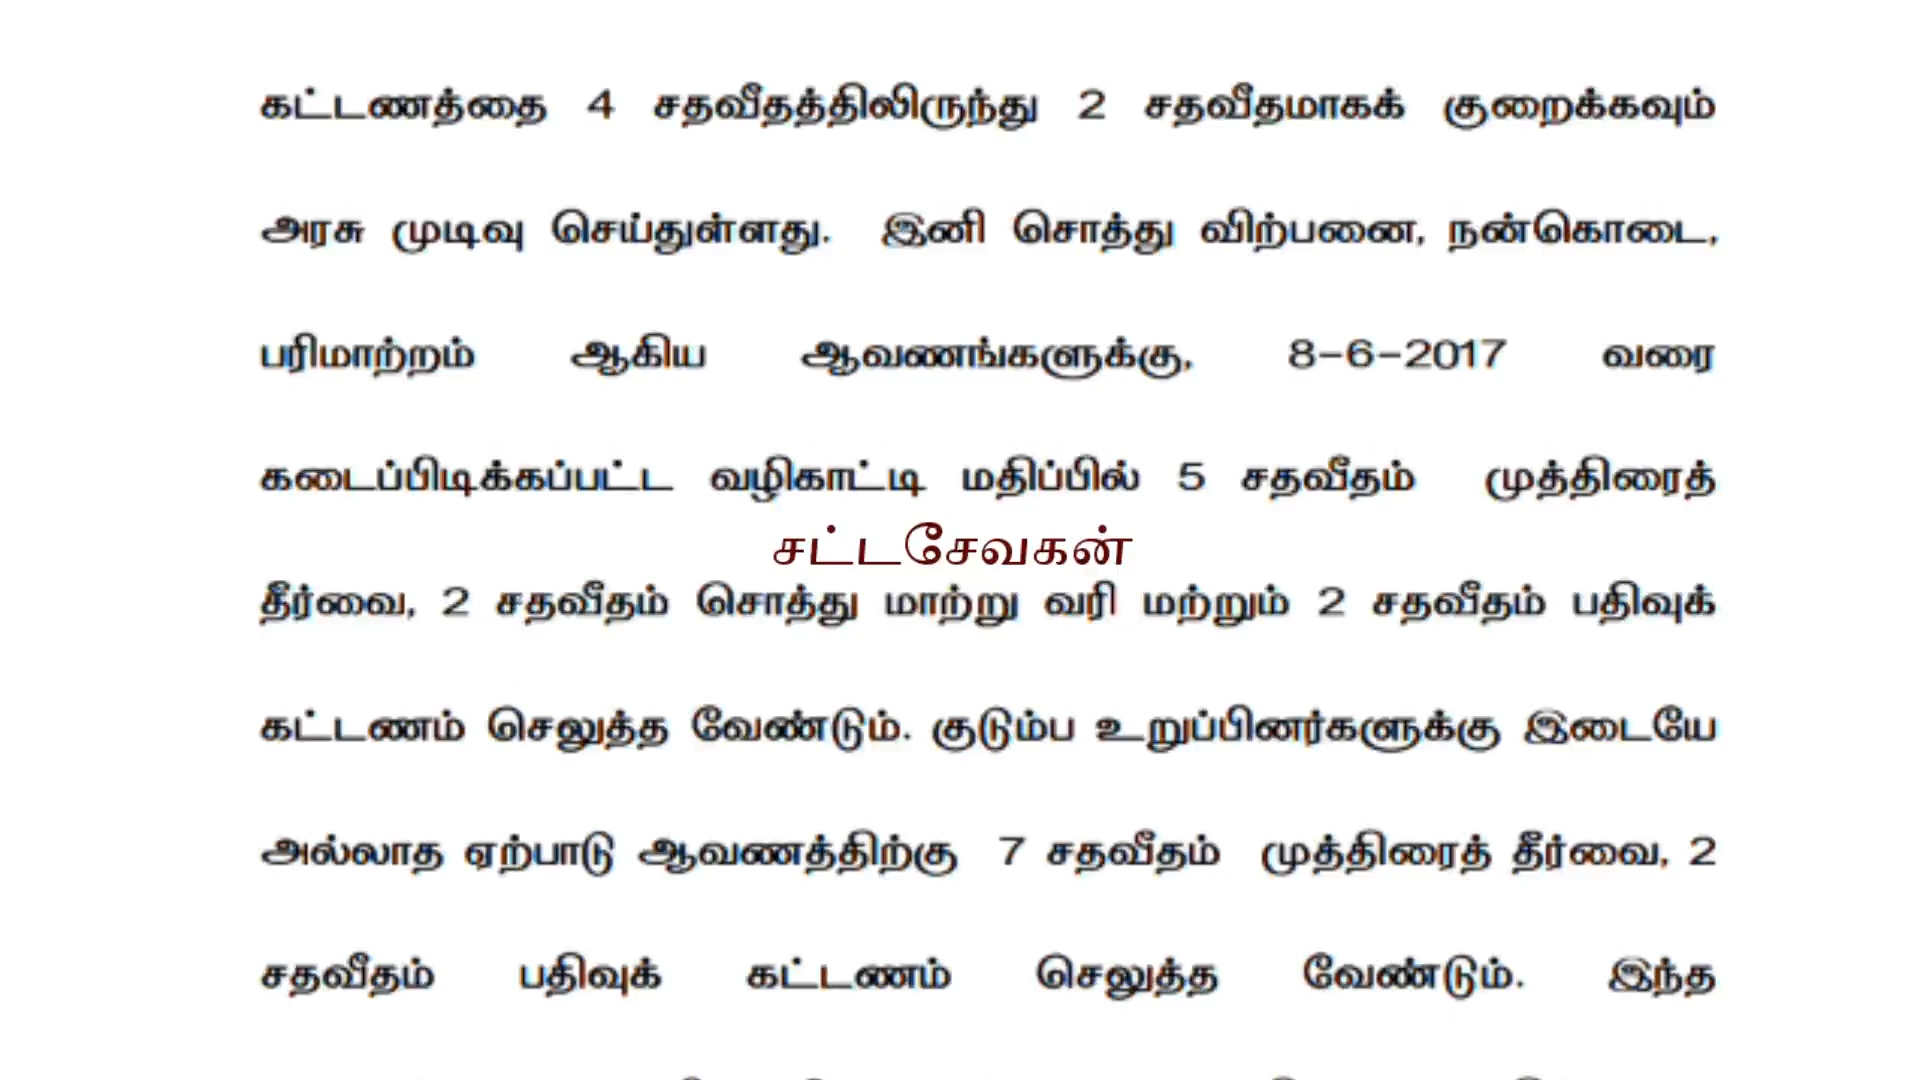 கட்டணத்தை 4 சதவீதத்திலிருந்து 2 சதவீதமாகக் குறைக்கவும்
அரசு முடிவு செய்துள்ளது. இனி சொத்து விற்பனை, நன்கொடை,
பரிமாற்றம் ஆகிய ஆவணங்களுக்கு, 8-6-2017 வரை
கடைப்பிடிக்கப்பட்ட வழிகாட்டி மதிப்பில் 5 சதவீதம் முத்திரைத்
சட்டசேவகன்
தீர்வை, 2 சதவீதம் சொத்து மாற்று வரி மற்றும் 2 சதவீதம் பதிவுக்
கட்டணம் செலுத்த வேண்டும். குடும்ப உறுப்பினர்களுக்கு இடையே
அல்லாத ஏற்பாடு ஆவணத்திற்கு 7 சதவீதம் முத்திரைத் தீர்வை, 2
சதவீதம் பதிவுக் கட்டணம் செலுத்த வேண்டும். இந்த